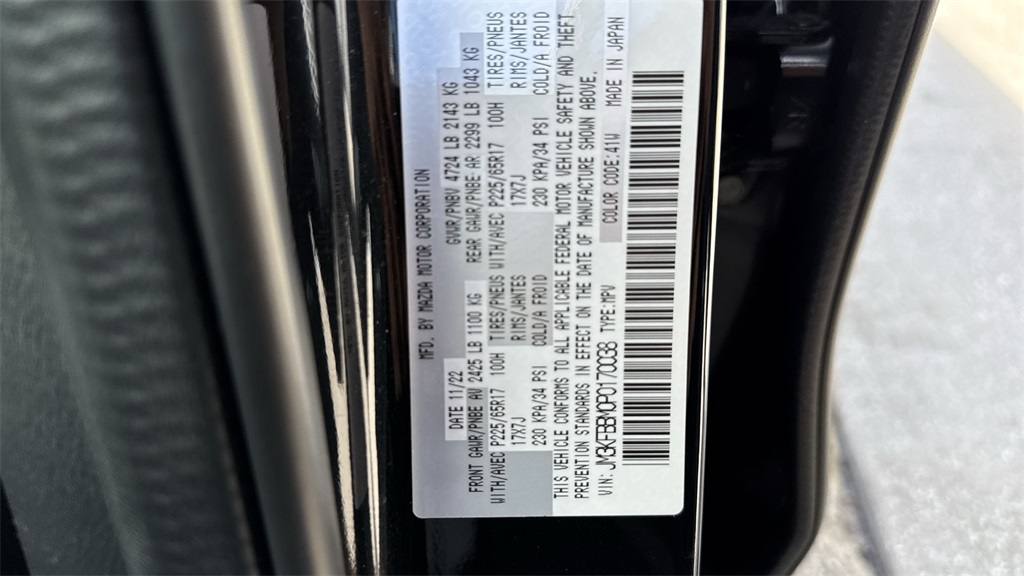 MFD. BY MAZDA MOTOR CORPORATION
DATE 11/22 GVWR/PNBV 4724 LB 2143 KG
FRONT GAWR/PNBE AV 2425 LB 1100 KG REAR GAWR/PNBE AR 2299 LB 1043 KG
WITH/AVEC P225/65R17 100H TIRES/PNEUS WITH/AVEC P225/65R17 100H TIRES/PNEUS
17X7J RIMS/JANTES 17X7J RIMS/JANTES
230 KPA/34 PSI COLD/A FROID 230 KPA/34 PSI COLD/A FROID
THIS VEHICLE CONFORMS TO ALL APPLICABLE FEDERAL MOTOR VEHICLE SAFETY AND THEFT
PREVENTION STANDARDS IN EFFECT ON THE DATE OF MANUFACTURE SHOWN ABOVE.
VIN: TYPE:MPV COLOR CODE:41W MADE IN JAPAN